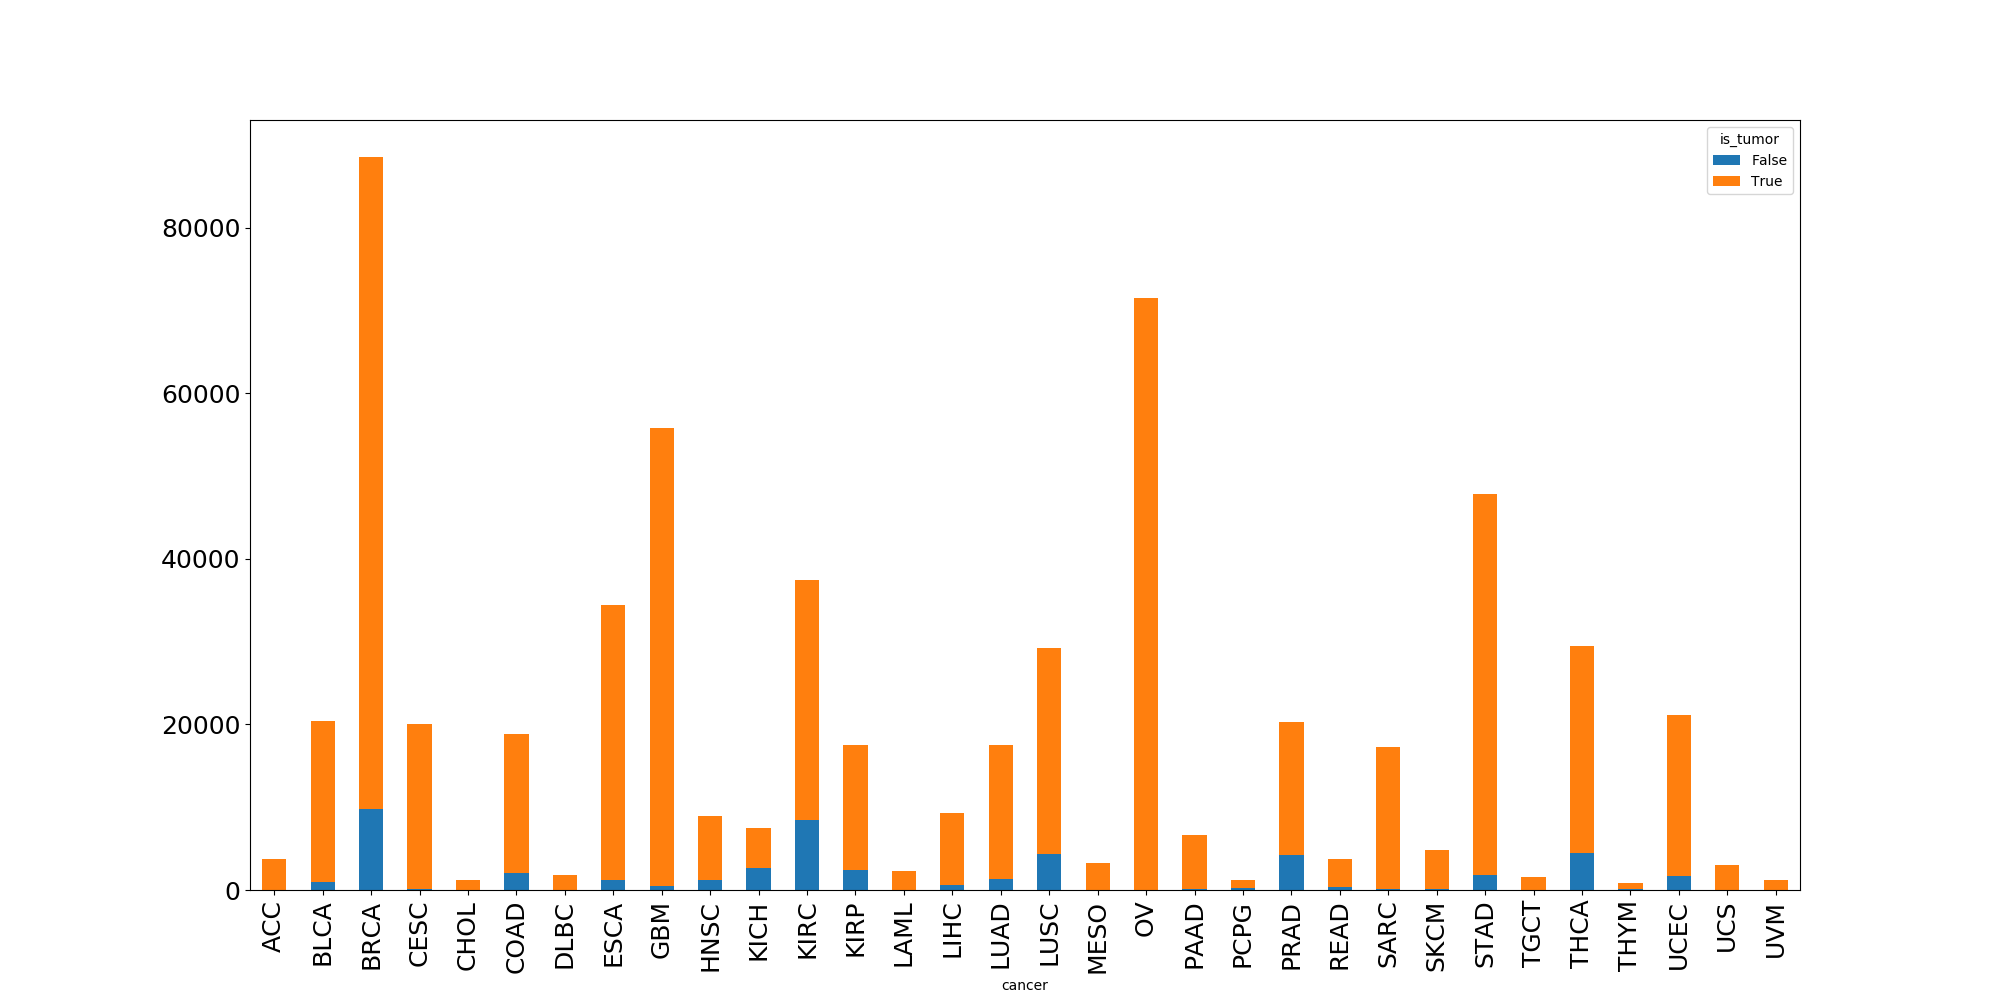 is_tumor
False
True
80000
60000
40000
20000
0
ACC BLCA BRCA CESC CHOL COAD DLBC ESCA GBM HNSC KICH KIRC KIRP LAML LIHC LUAD LUSC MESO OV PAAD PCPG PRAD READ SARC SKCM STAD TGCT THCA THYM UCEC UCS UVM
cancer